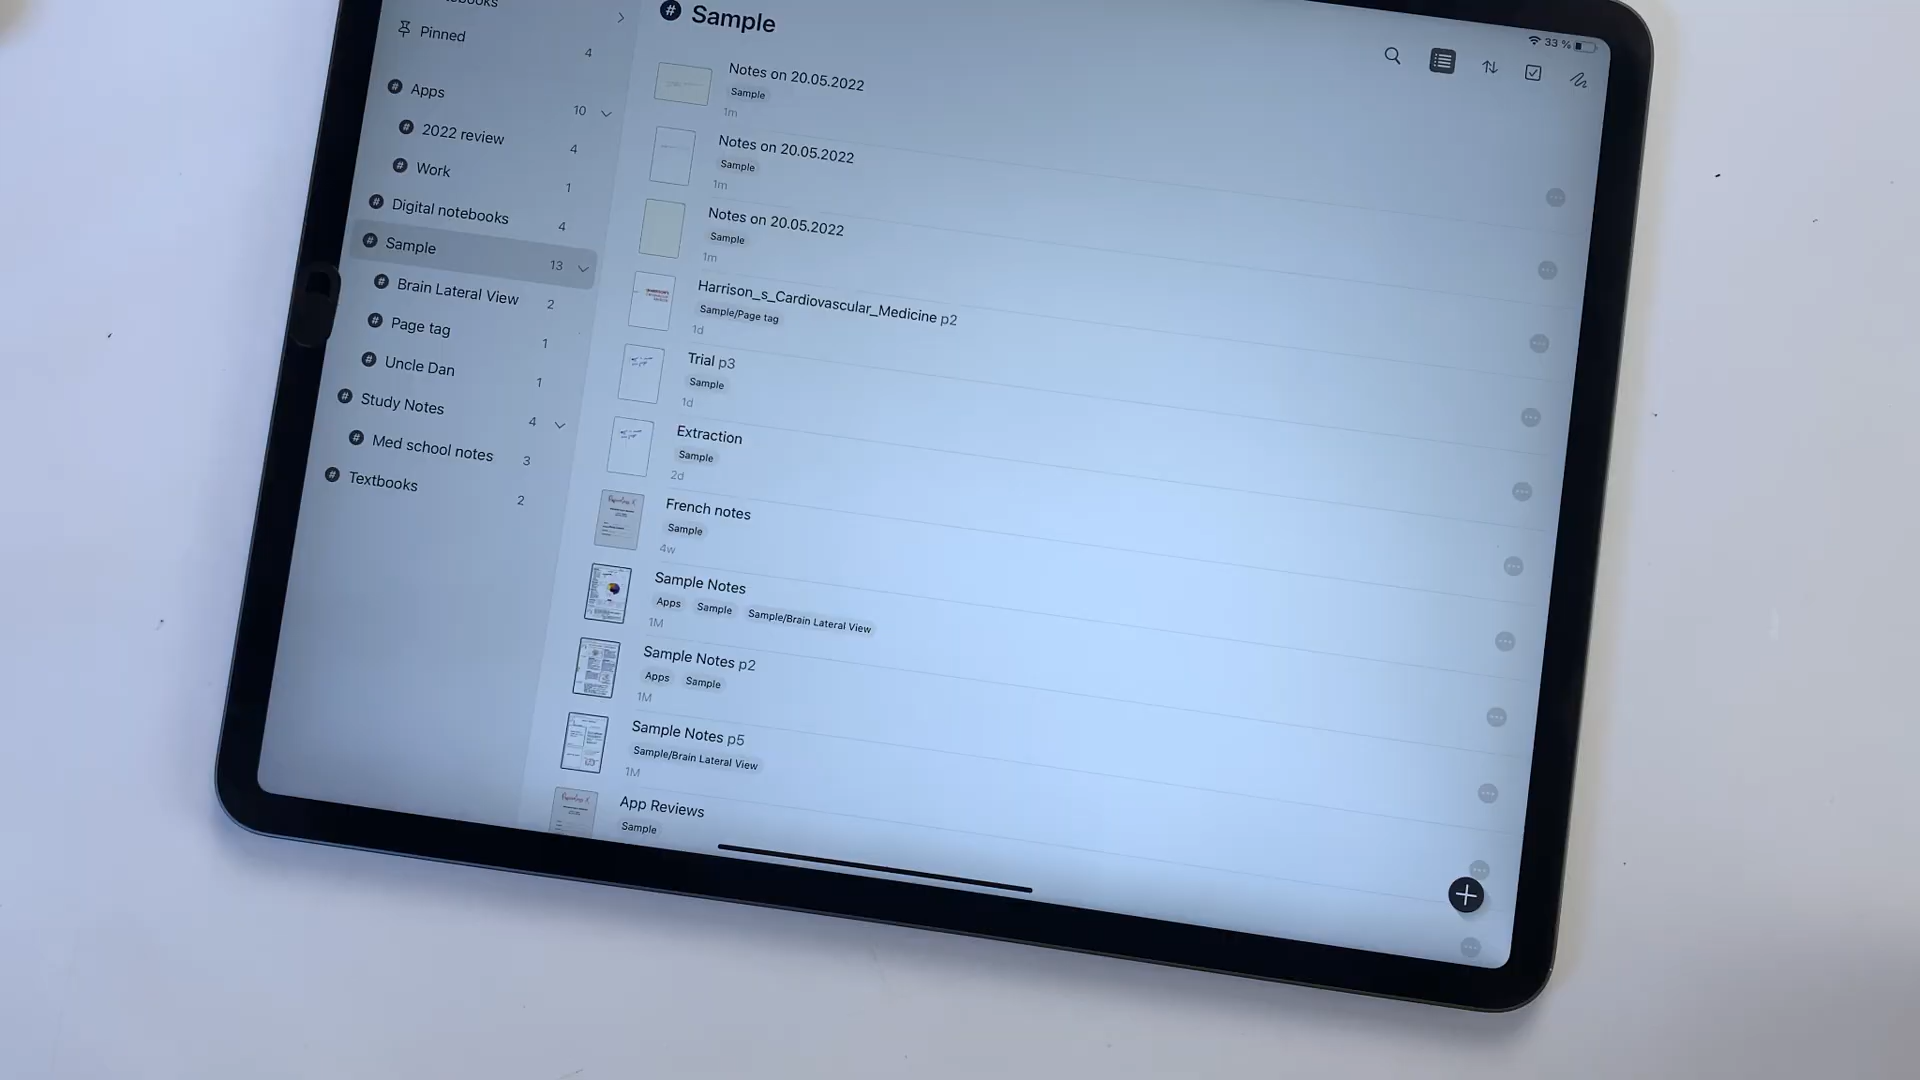 Pinned 4
Apps 10
2022 review 4
Work 1
Digital notebooks 4
Sample 13
Brain Lateral View 2
Page tag 1
Uncle Dan 1
Study Notes 4
Med school notes 3
Textbooks 2
Sample
33 %
Notes on 20.05.2022
Sample
1m
Notes on 20.05.2022
Sample
1m
Notes on 20.05.2022
Sample
1m
Harrison_s_Cardiovascular_Medicine p2
Sample/Page tag
1d
Trial p3
Sample
1d
Extraction
Sample
2d
French notes
Sample
4w
Sample Notes
Apps Sample Sample/Brain Lateral View
1M
Sample Notes p2
Apps Sample
1M
Sample Notes p5
Sample/Brain Lateral View
1M
App Reviews
Sample